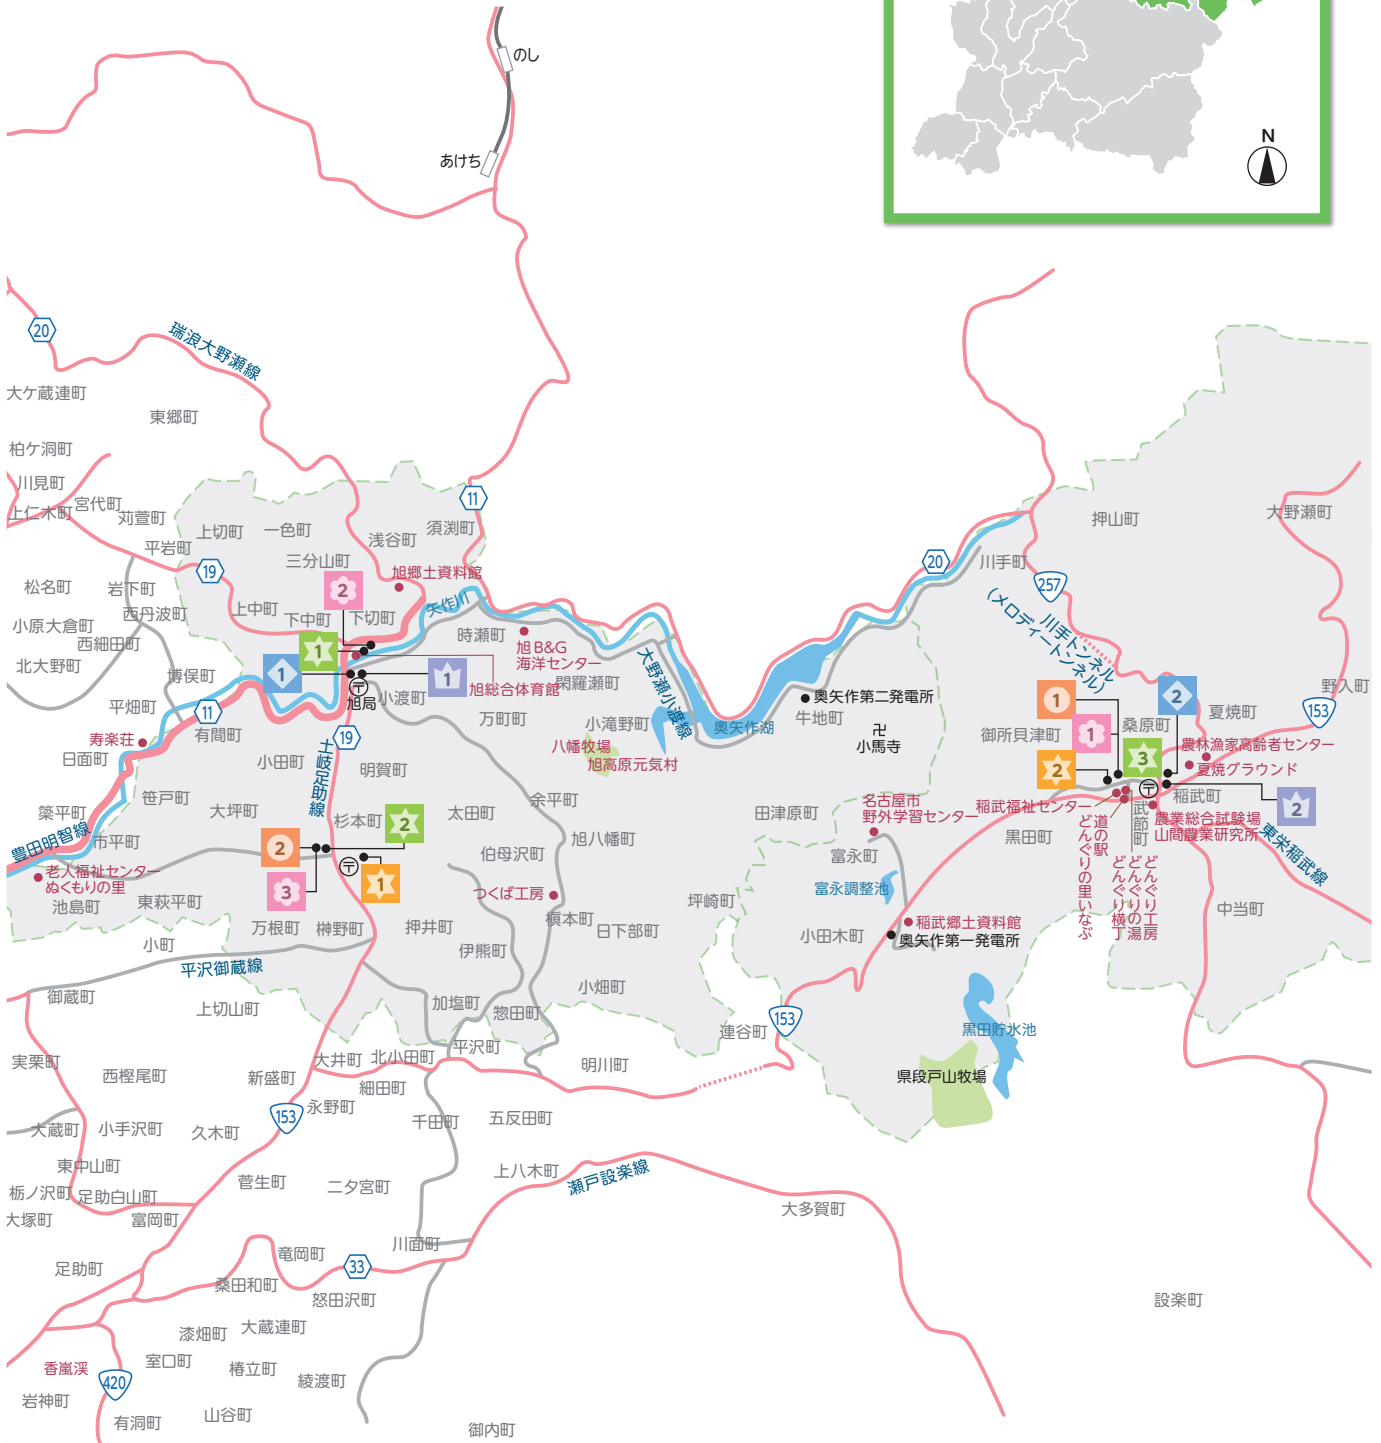 のし
あけち
N
20
瑞浪大野瀬線
大ケ蔵連町
東郷町
柏ケ洞町
川見町
宮代町
上仁木町
苅萱町
平岩町
11
上切町
一色町
浅谷町
須渕町
三分山町
旭郷土資料館
19
松名町
岩下町
西丹波町
上中町
下中町
2
下切町
矢作川
小原大倉町
西細田町
時瀬町
旭B&G
海洋センター
北大野町
博俣町
1
1
1
旭総合体育館
閑羅瀬町
大野瀬小渡線
〒
旭局
小渡町
平畑町
11
有間町
万町町
小滝野町
奥矢作湖
寿楽荘
日面町
19
土岐足助線
小田町
明賀町
八幡牧場
旭高原元気村
笹戸町
大坪町
簗平町
市平町
豊田明智線
杉本町
2
太田町
余平町
旭八幡町
伯母沢町
老人福祉センター
ぬくもりの里
池島町
東萩平町
2
〒
1
3
つくば工房
万根町
榊野町
押井町
槇本町
日下部町
小町
伊熊町
平沢御蔵線
御蔵町
上切山町
加塩町
惣田町
小畑町
押山町
大野瀬町
20
川手町
257
川手トンネル
(メロディートンネル)
奥矢作第二発電所
牛地町
卍
小馬寺
1
2
夏焼町
野入町
153
御所貝津町
1
桑原町
3
農林漁家高齢者センター
夏焼グラウンド
2
〒
稲武町
2
稲武福祉センター
武節町
農業総合試験場
山間農業研究所
東栄稲武線
名古屋市
野外学習センター
田津原町
黒田町
道の駅
どんぐりの里いなぶ
どんぐり横丁
どんぐりの湯
どんぐり工房
富永町
富永調整池
坪崎町
中当町
稲武郷土資料館
小田木町
奥矢作第一発電所
連谷町
153
黒田貯水池
県段戸山牧場
実栗町
西樫尾町
新盛町
大井町
北小田町
平沢町
明川町
細田町
153
永野町
千田町
五反田町
大蔵町
小手沢町
久木町
東中山町
上八木町
瀬戸設楽線
栃ノ沢町
足助白山町
菅生町
二夕宮町
大塚町
富岡町
大多賀町
川面町
竜岡町
足助町
33
桑田和町
怒田沢町
設楽町
漆畑町
大蔵連町
室口町
椿立町
香嵐渓
420
綾渡町
岩神町
有洞町
山谷町
御内町